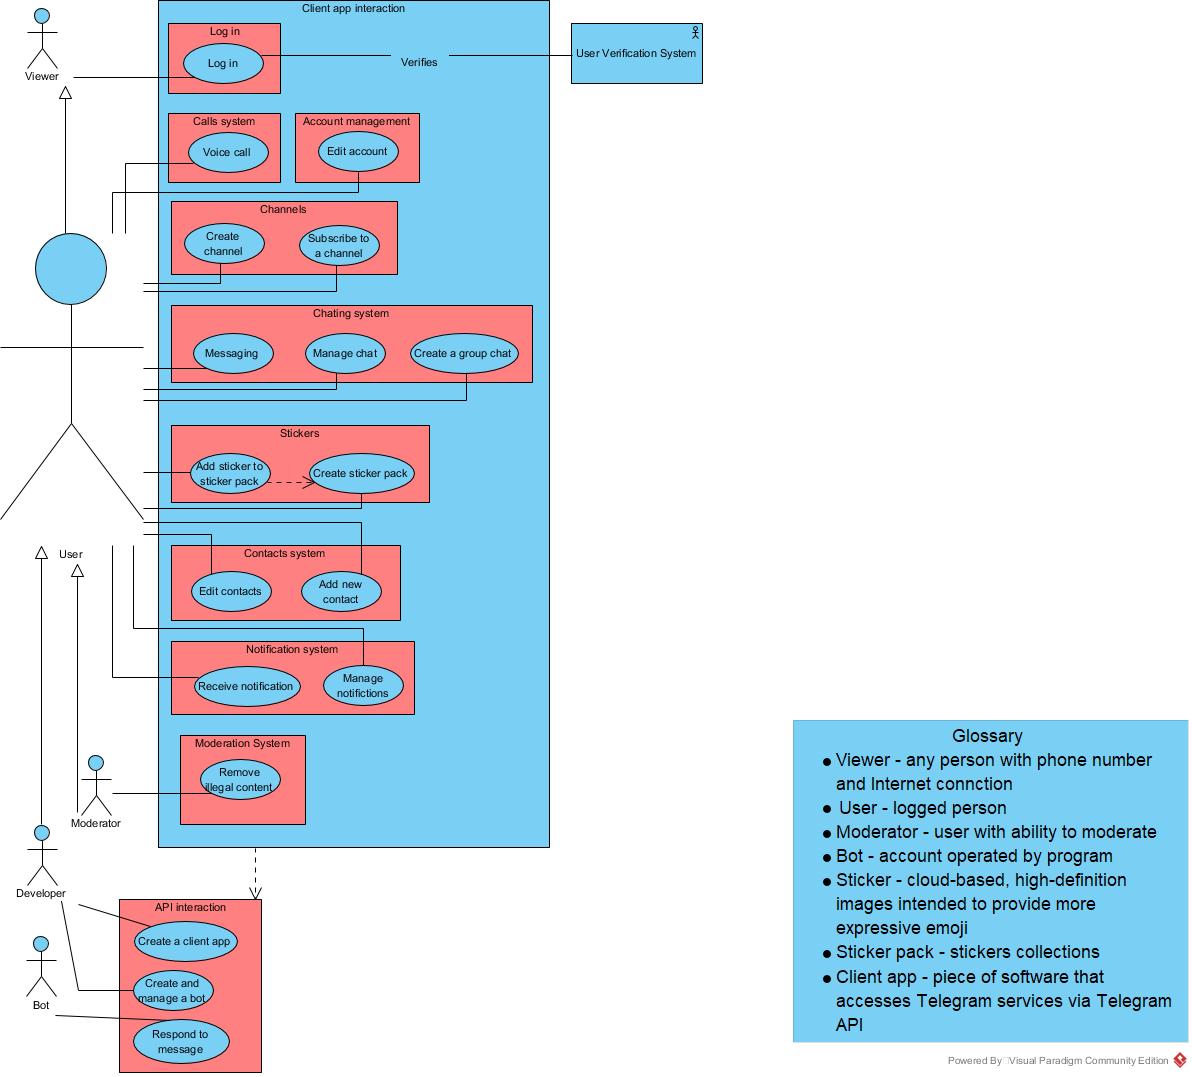 Client app interaction
Log in
Log in
Verifies
User Verification System
Viewer
Calls system
Voice call
Account management
Edit account
Channels
Create
channel
Subscribe to
a channel
Chating system
Messaging
Manage chat
Create a group chat
Stickers
Add sticker to
sticker pack
Create sticker pack
User
Contacts system
Edit contacts
Add new
contact
Notification system
Receive notification
Manage
notifictions
Moderation System
Remove
illegal content
Moderator
Developer
Bot
API interaction
Create a client app
Create and
manage a bot
Respond to
message
Glossary
● Viewer - any person with phone number
and Internet connction
● User - logged person
● Moderator - user with ability to moderate
● Bot - account operated by program
● Sticker - cloud-based, high-definition
images intended to provide more
expressive emoji
● Sticker pack - stickers collections
● Client app - piece of software that
accesses Telegram services via Telegram
API
Powered By Visual Paradigm Community Edition